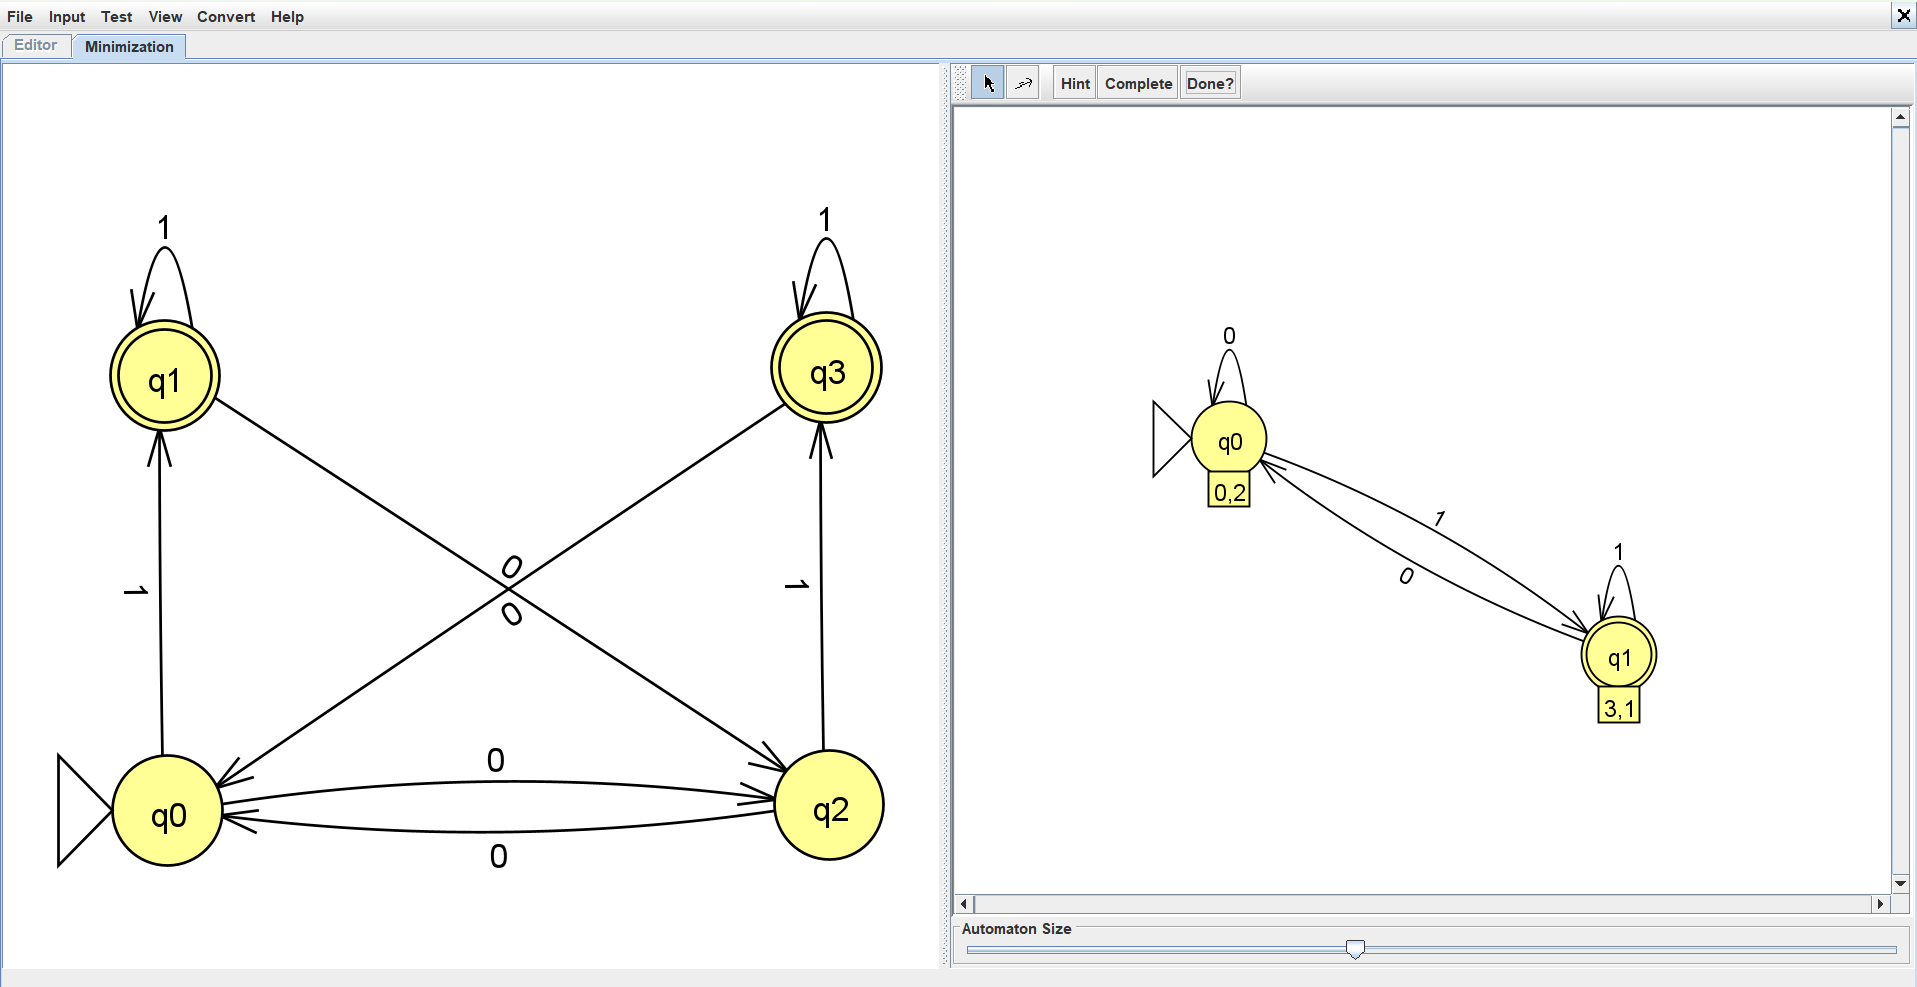 File Input Test View Convert Help
Editor Minimization
Hint Complete Done?
1
1
q1
q3
0
0
1
1
0
q0
q2
0
0
q0
0,2
1
0
1
q1
3,1
Automaton Size